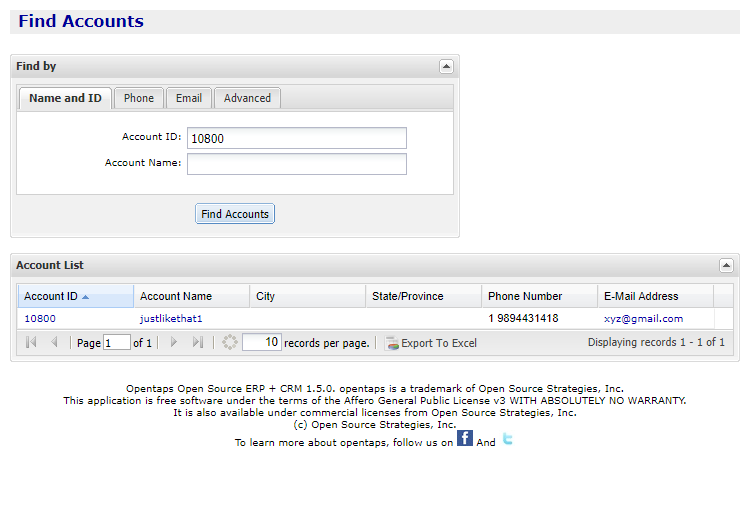 Find Accounts
Find by
Name and ID Phone Email Advanced
Account ID: 10800
Account Name:
Find Accounts
Account List
Account ID Account Name City State/Province Phone Number E-Mail Address
10800 justlikethat1 1 9894431418 xyz@gmail.com
Page 1 of 1 10 records per page. Export To Excel Displaying records 1 - 1 of 1
Opentaps Open Source ERP + CRM 1.5.0. opentaps is a trademark of Open Source Strategies, Inc.
This application is free software under the terms of the Affero General Public License v3 WITH ABSOLUTELY NO WARRANTY.
It is also available under commercial licenses from Open Source Strategies, Inc.
(c) Open Source Strategies, Inc.
To learn more about opentaps, follow us on f And t